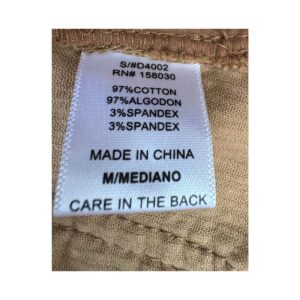 S/#D4002
RN# 158030
97%COTTON
97%ALGODON
3%SPANDEX
3%SPANDEX
MADE IN CHINA
M/MEDIANO
CARE IN THE BACK